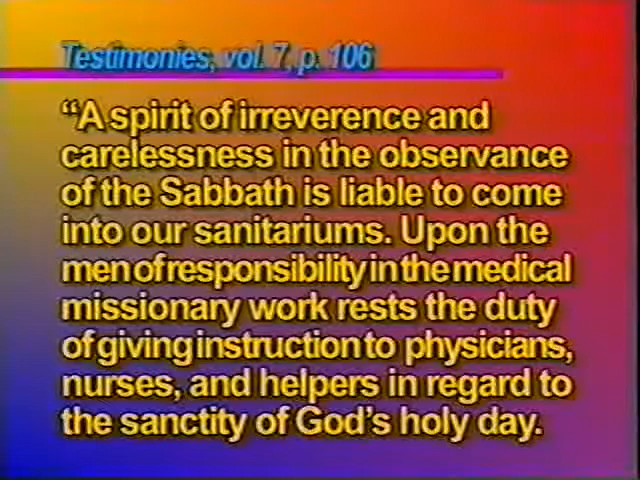 Testimonies, vol. 7, p. 106
“A spirit of irreverence and
carelessness in the observance
of the Sabbath is liable to come
into our sanitariums. Upon the
men of responsibility in the medical
missionary work rests the duty
of giving instruction to physicians,
nurses, and helpers in regard to
the sanctity of God’s holy day.